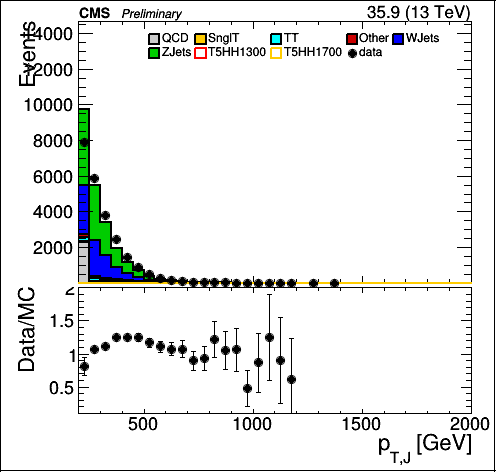 CMS Preliminary 35.9 (13 TeV)
Events
14000
12000
10000
8000
6000
4000
2000
QCD SnglT TT Other WJets
ZJets T5HH1300 T5HH1700 data
Data/MC
2
1.5
1
0.5
500 1000 1500 2000
pT,J [GeV]